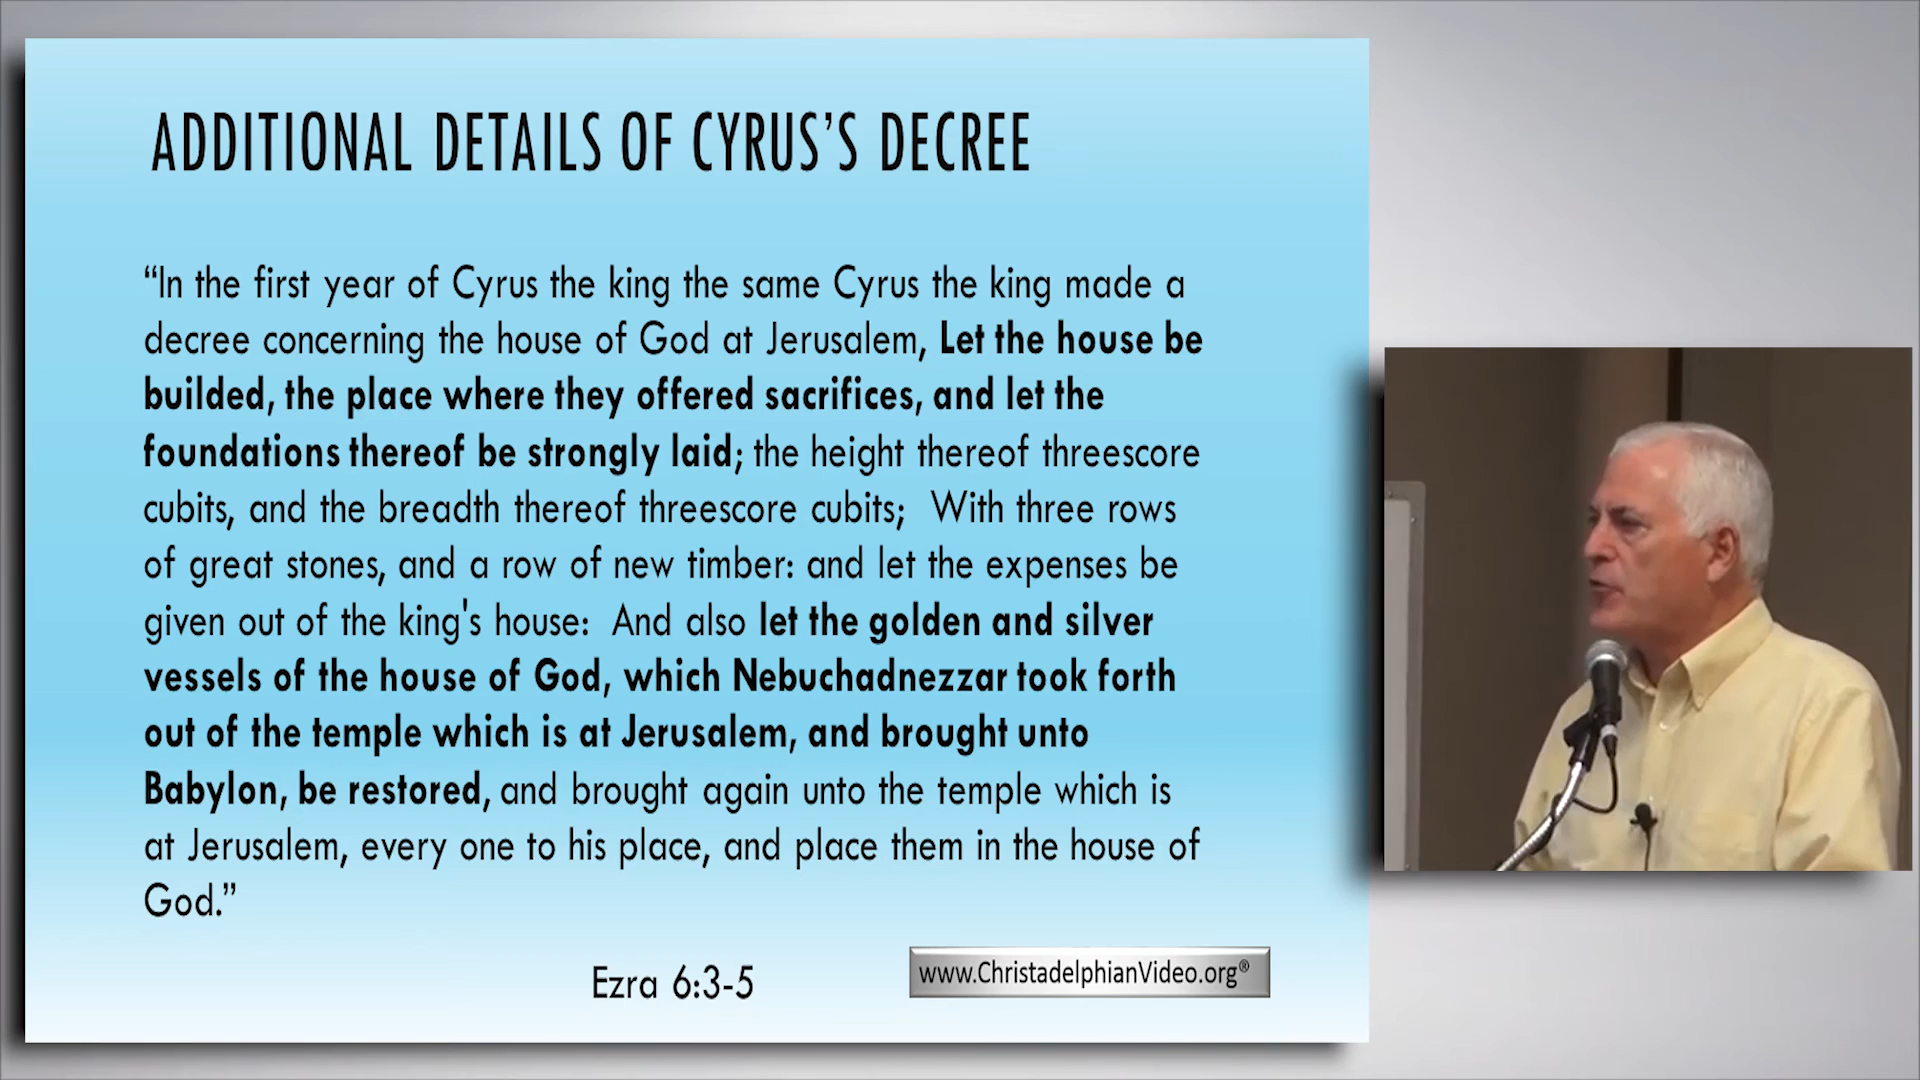 ADDITIONAL DETAILS OF CYRUS’S DECREE
“In the first year of Cyrus the king the same Cyrus the king made a
decree concerning the house of God at Jerusalem, Let the house be
builded, the place where they offered sacrifices, and let the
foundations thereof be strongly laid; the height thereof threescore
cubits, and the breadth thereof threescore cubits;  With three rows
of great stones, and a row of new timber: and let the expenses be
given out of the king's house:  And also let the golden and silver
vessels of the house of God, which Nebuchadnezzar took forth
out of the temple which is at Jerusalem, and brought unto
Babylon, be restored, and brought again unto the temple which is
at Jerusalem, every one to his place, and place them in the house of
God.”
Ezra 6:3-5
www.ChristadelphianVideo.org®